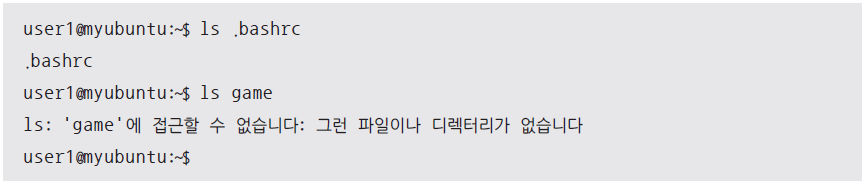 user1@myubuntu:~$ ls .bashrc
.bashrc
user1@myubuntu:~$ ls game
ls: 'game'에 접근할 수 없습니다: 그런 파일이나 디렉터리가 없습니다
user1@myubuntu:~$